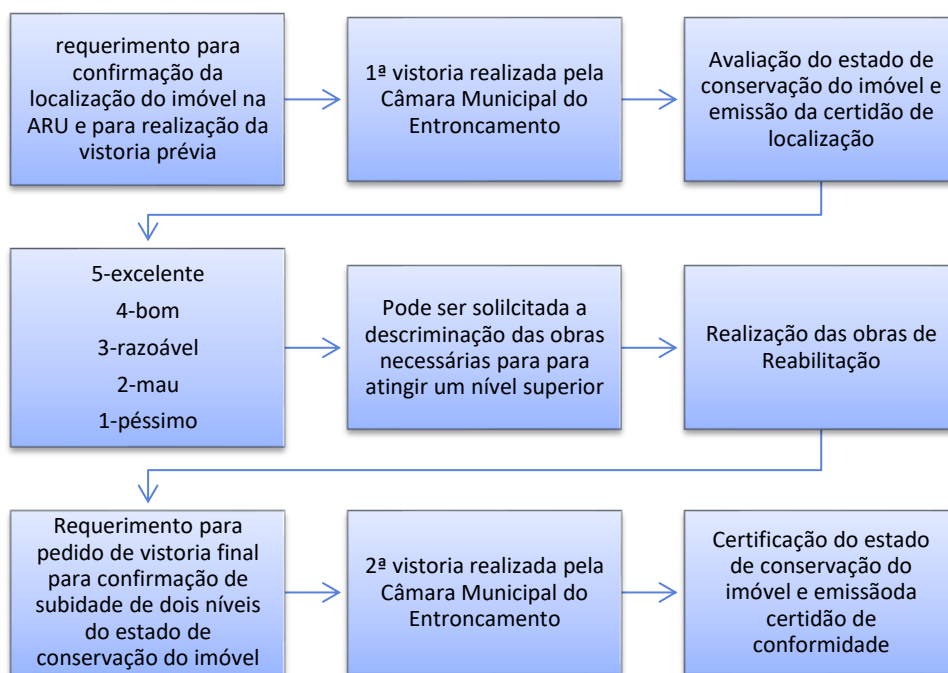 requerimento para
confirmação da
localização do imóvel na
ARU e para realização da
vistoria prévia
1ª vistoria realizada pela
Câmara Municipal do
Entroncamento
Avaliação do estado de
conservação do imóvel e
emissão da certidão de
localização
5-excelente
4-bom
3-razoável
2-mau
1-péssimo
Pode ser solilcitada a
descriminação das obras
necessárias para para
atingir um nível superior
Realização das obras de
Reabilitação
Requerimento para
pedido de vistoria final
para confirmação de
subidade de dois níveis
do estado de
conservação do imóvel
2ª vistoria realizada pela
Câmara Municipal do
Entroncamento
Certificação do estado
de conservação do
imóvel e emissãoda
certidão de
conformidade